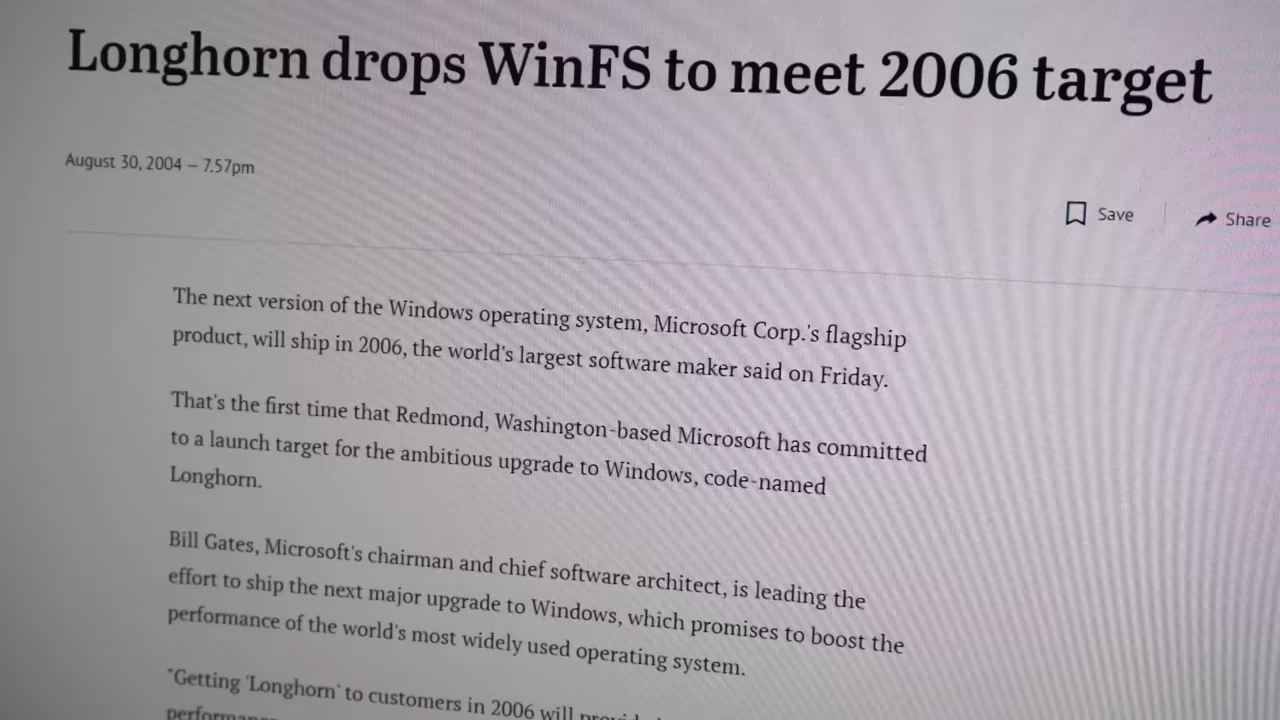 Longhorn drops WinFS to meet 2006 target
August 30, 2004 – 7.57pm
Save
Share
The next version of the Windows operating system, Microsoft Corp.'s flagship
product, will ship in 2006, the world's largest software maker said on Friday.
That's the first time that Redmond, Washington-based Microsoft has committed
to a launch target for the ambitious upgrade to Windows, code-named
Longhorn.
Bill Gates, Microsoft's chairman and chief software architect, is leading the
effort to ship the next major upgrade to Windows, which promises to boost the
performance of the world's most widely used operating system.
"Getting 'Longhorn' to customers in 2006 will